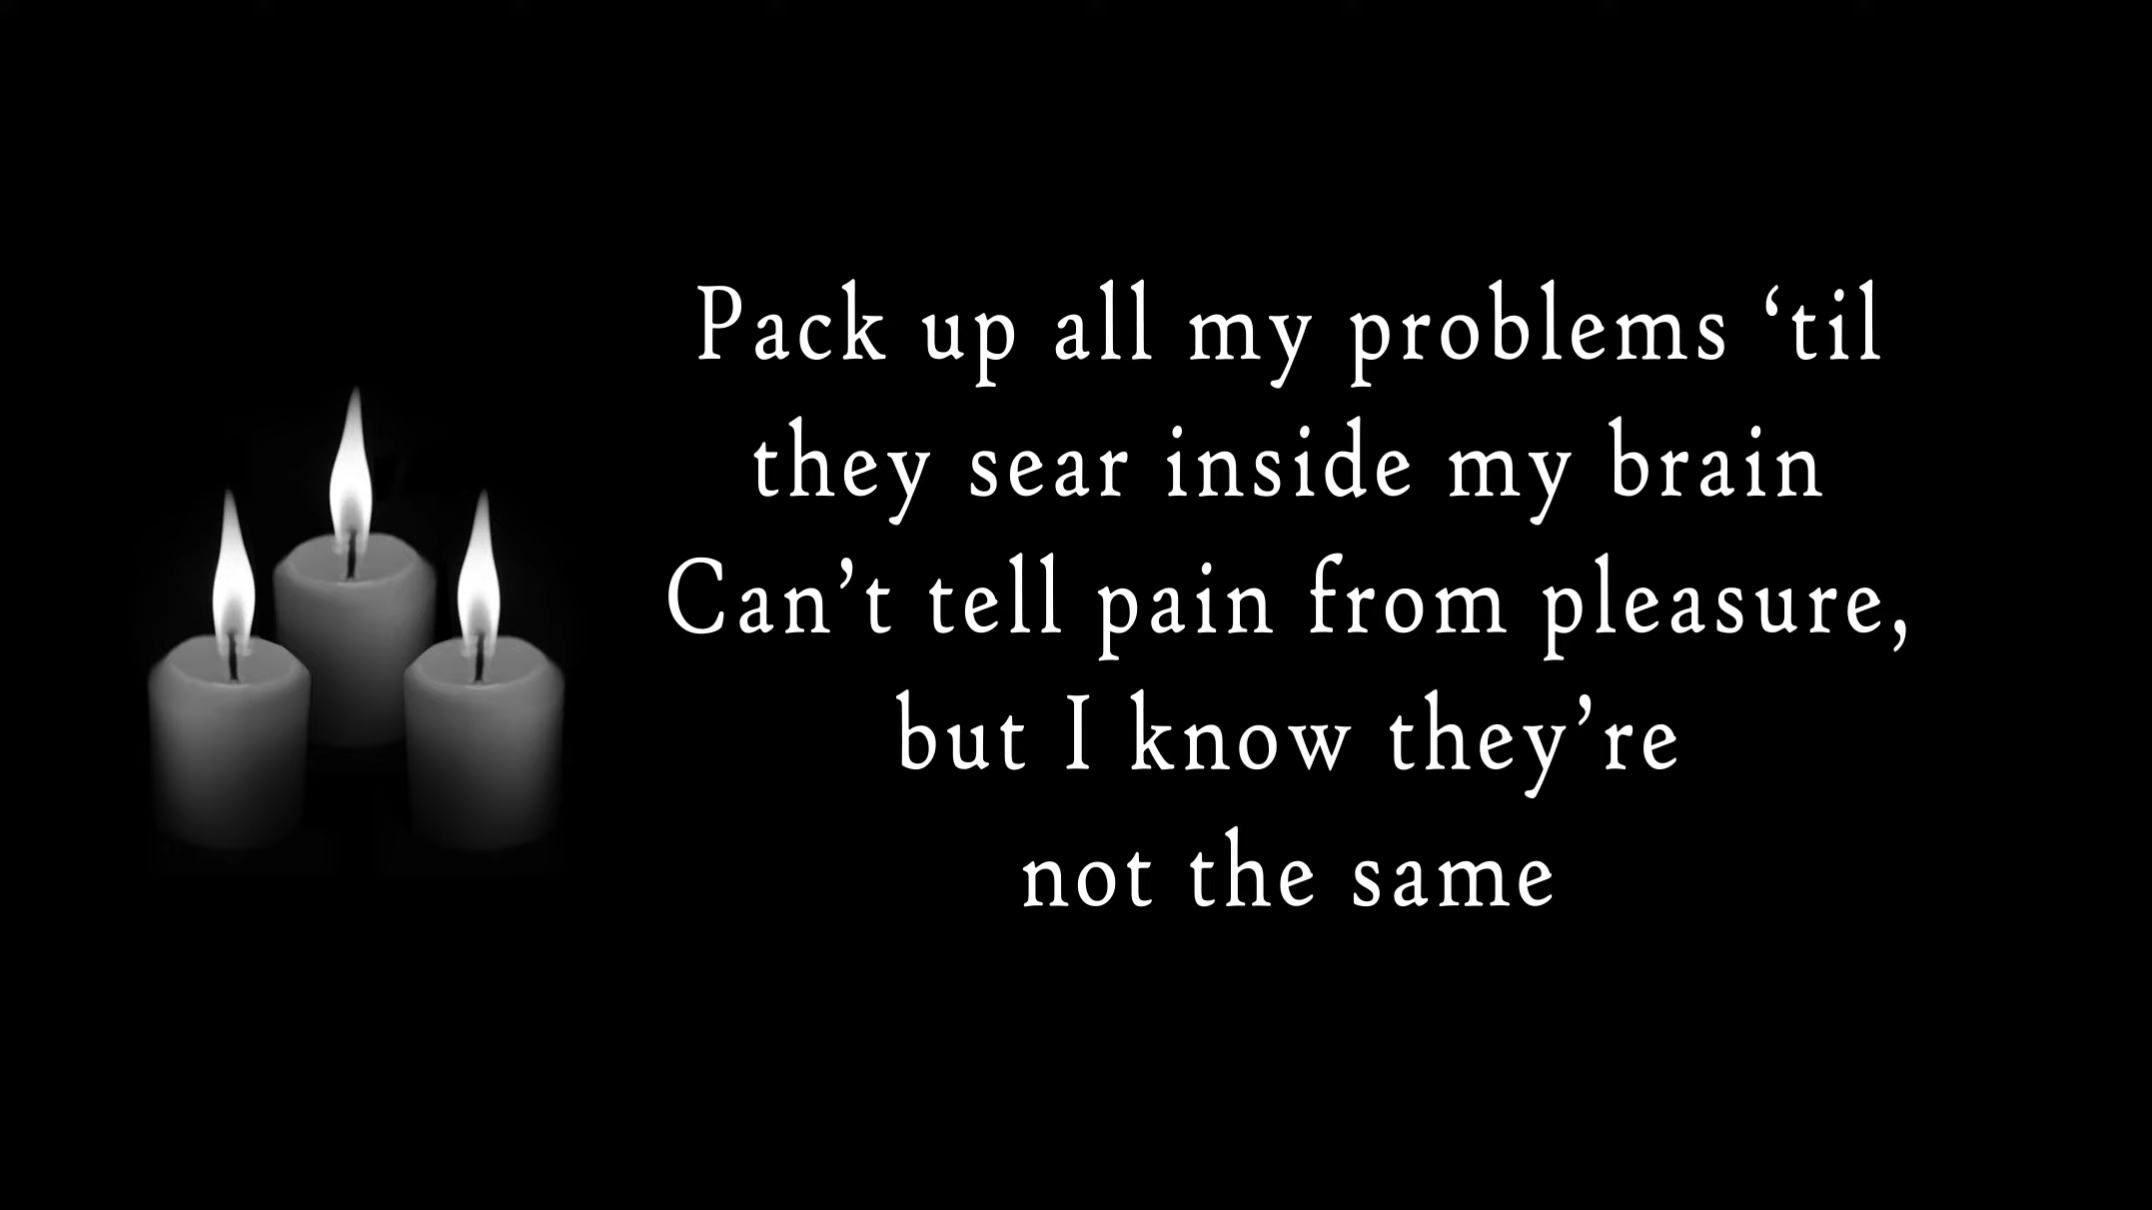 Pack up all my problems ‘til
they sear inside my brain
Can’t tell pain from pleasure,
but I know they’re
not the same